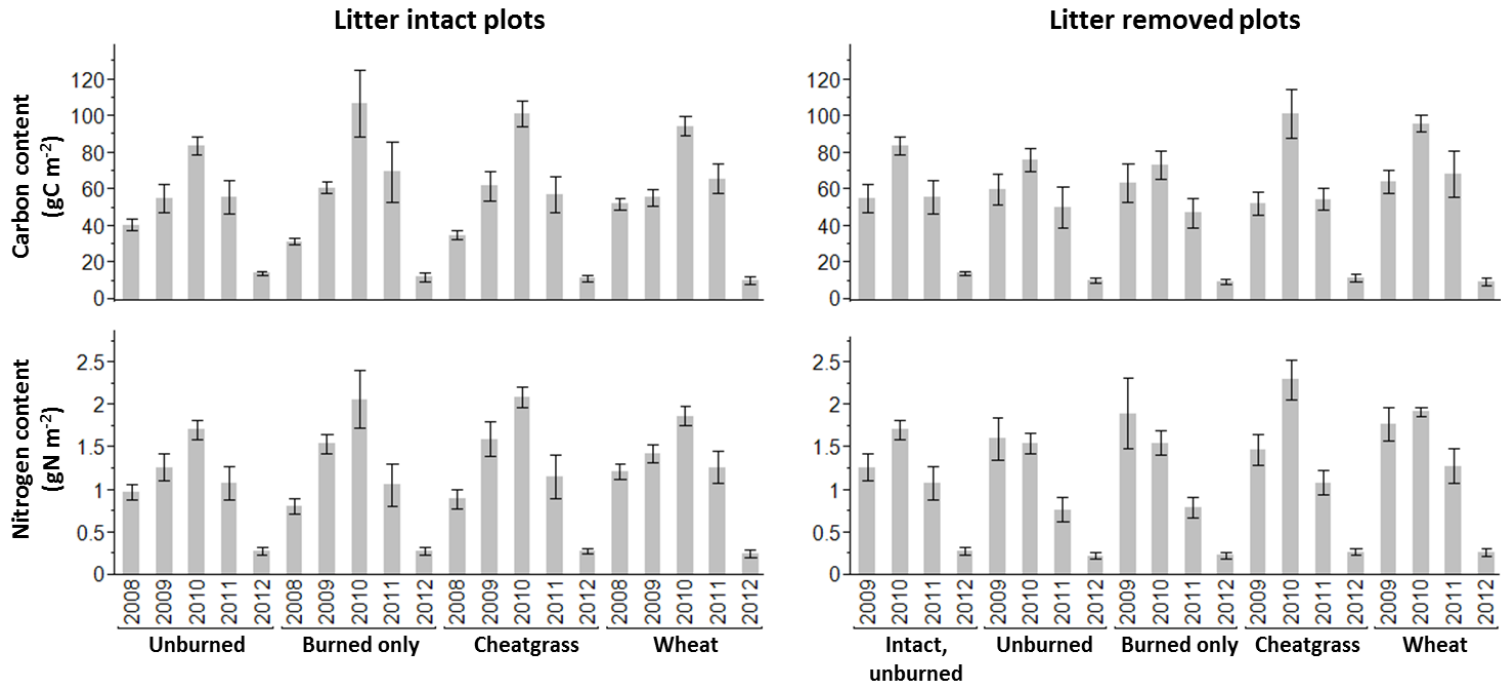 Litter intact plots
Litter removed plots
Carbon content
(gC m-2)
120
100
80
60
40
20
0
120
100
80
60
40
20
0
Nitrogen content
(gN m-2)
2.5
2
1.5
1
0.5
0
2.5
2
1.5
1
0.5
0
2008 2009 2010 2011 2012 2008 2009 2010 2011 2012 2008 2009 2010 2011 2012 2008 2009 2010 2011 2012
Unburned Burned only Cheatgrass Wheat
2009 2010 2011 2012 2009 2010 2011 2012 2009 2010 2011 2012 2009 2010 2011 2012 2009 2010 2011 2012
Intact, Unburned Burned only Cheatgrass Wheat
unburned